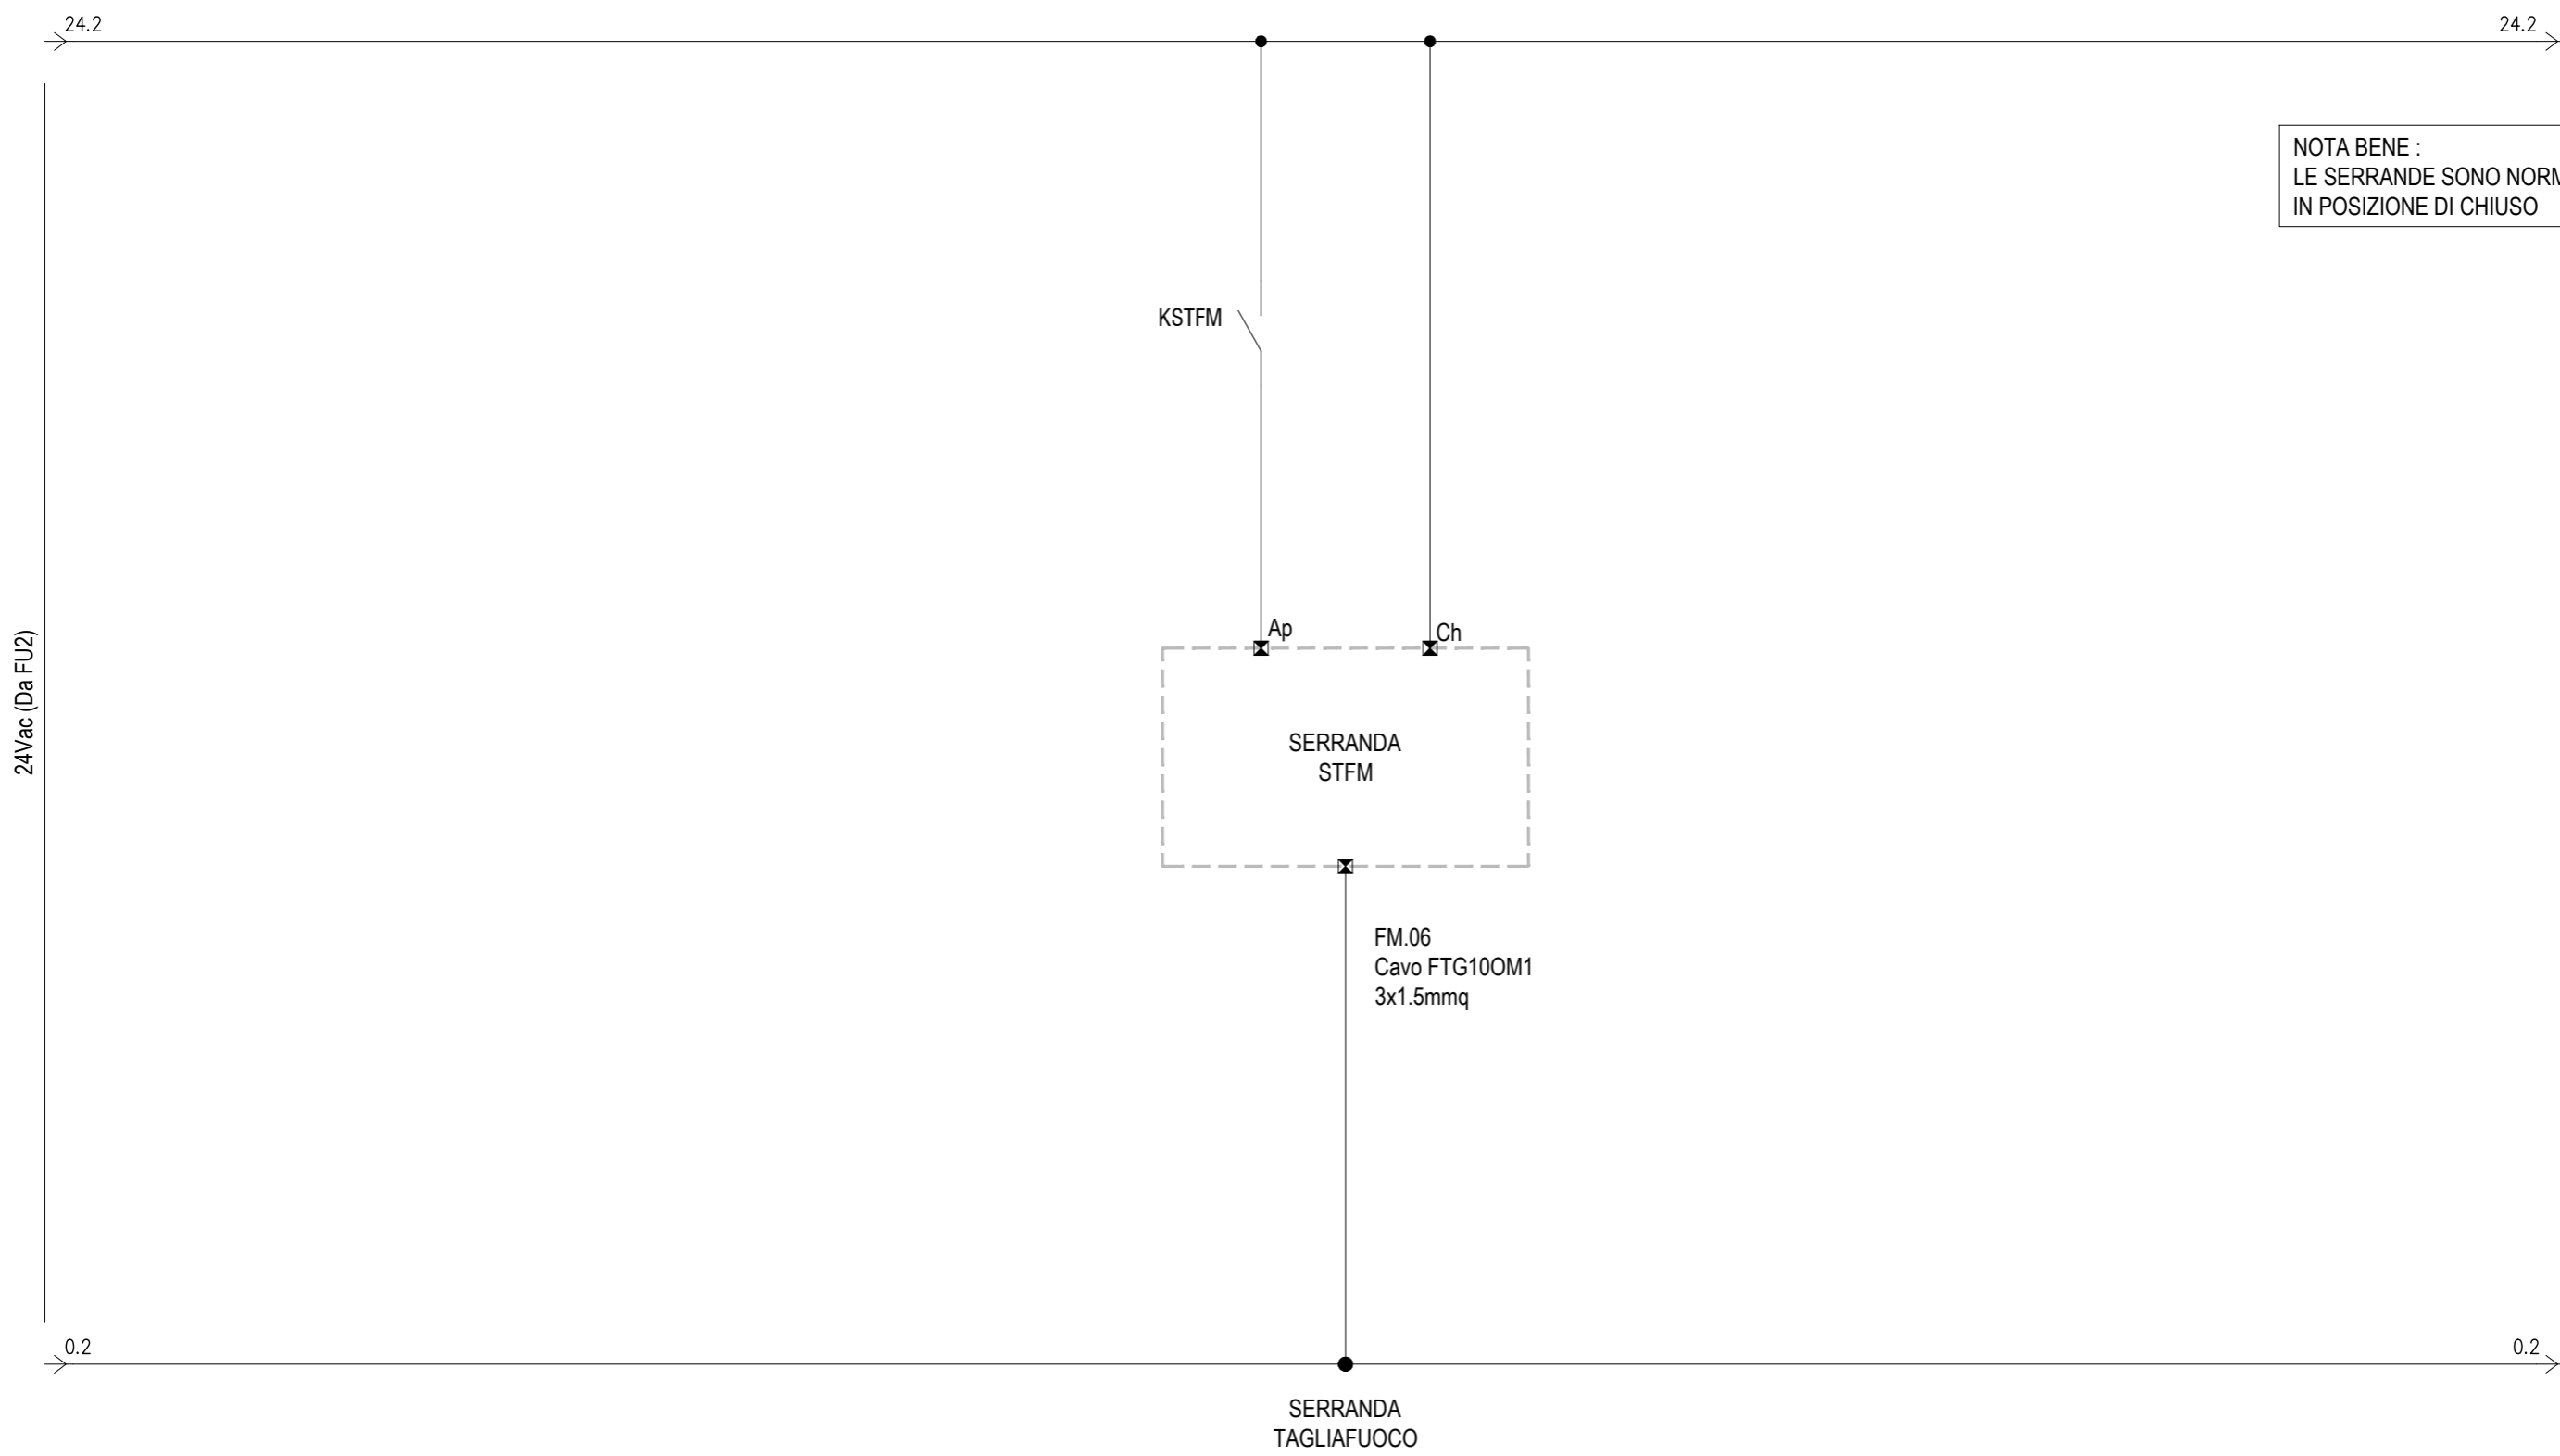 24.2
24.2
NOTA BENE :
LE SERRANDE SONO NORM
IN POSIZIONE DI CHIUSO
KSTFM
Ap
Ch
24Vac (Da FU2)
SERRANDA
STFM
FM.06
Cavo FTG10OM1
3x1.5mmq
0.2
0.2
SERRANDA
TAGLIAFUOCO